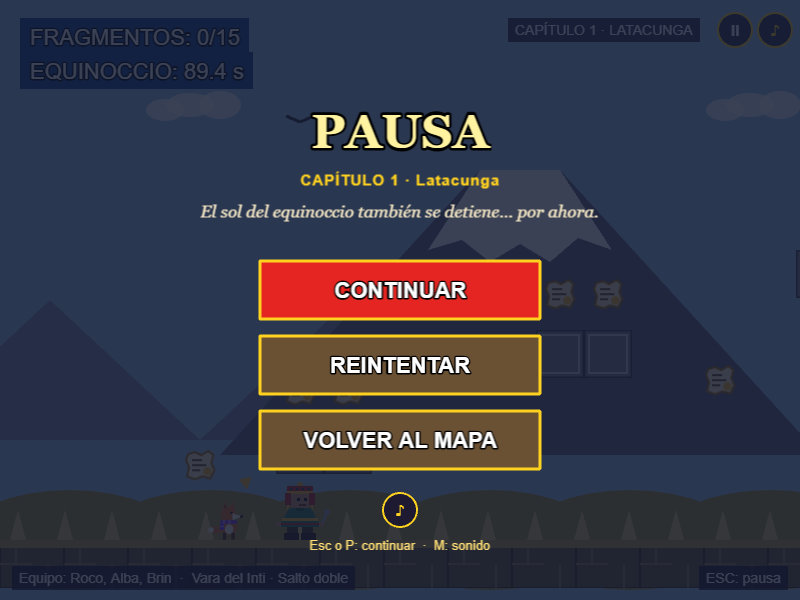 FRAGMENTOS: 0/15
CAPÍTULO 1 · LATACUNGA
EQUINOCCIO: 89.4 s
PAUSA
CAPÍTULO 1 · Latacunga
El sol del equinoccio también se detiene... por ahora.
CONTINUAR
REINTENTAR
VOLVER AL MAPA
Esc o P: continuar · M: sonido
Equipo: Roco, Alba, Brin · Vara del Inti · Salto doble
ESC: pausa